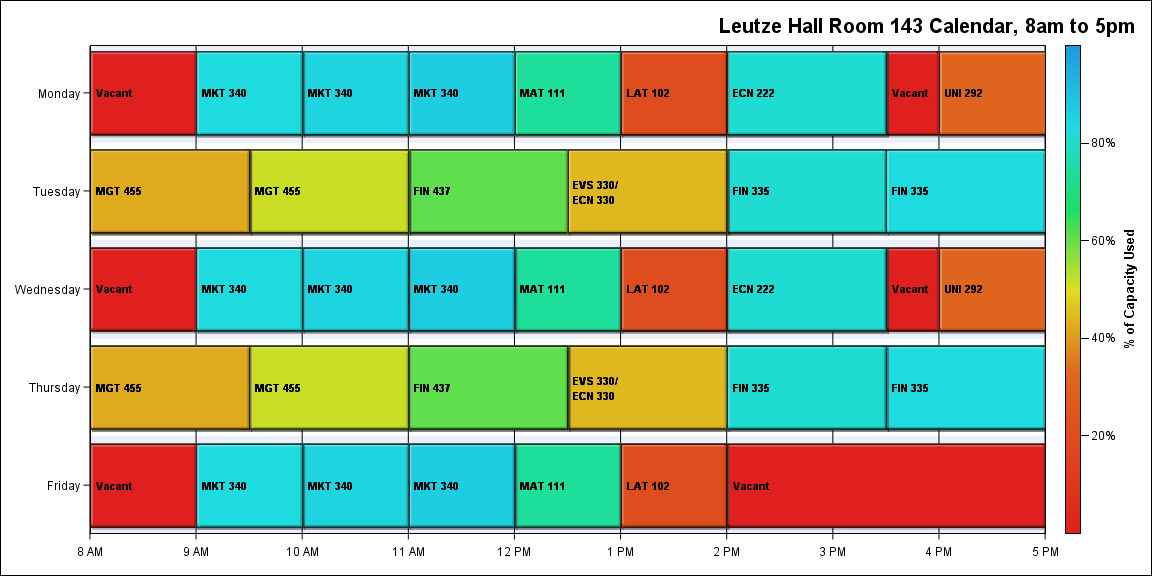 Leutze Hall Room 143 Calendar, 8am to 5pm
Monday
Vacant
MKT 340
MKT 340
MKT 340
MAT 111
LAT 102
ECN 222
Vacant
UNI 292
Tuesday
MGT 455
MGT 455
FIN 437
EVS 330/
ECN 330
FIN 335
FIN 335
Wednesday
Vacant
MKT 340
MKT 340
MKT 340
MAT 111
LAT 102
ECN 222
Vacant
UNI 292
Thursday
MGT 455
MGT 455
FIN 437
EVS 330/
ECN 330
FIN 335
FIN 335
Friday
Vacant
MKT 340
MKT 340
MKT 340
MAT 111
LAT 102
Vacant
8 AM
9 AM
10 AM
11 AM
12 PM
1 PM
2 PM
3 PM
4 PM
5 PM
80%
60%
40%
20%
% of Capacity Used